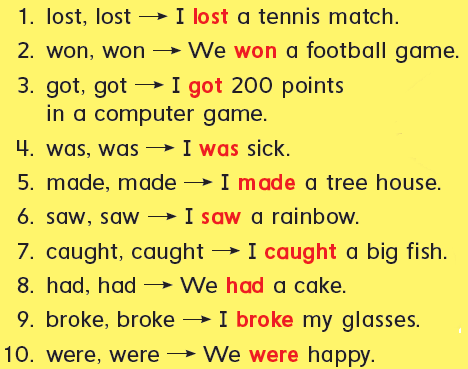 1. lost, lost → I lost a tennis match.
2. won, won → We won a football game.
3. got, got → I got 200 points
in a computer game.
4. was, was → I was sick.
5. made, made → I made a tree house.
6. saw, saw → I saw a rainbow.
7. caught, caught → I caught a big fish.
8. had, had → We had a cake.
9. broke, broke → I broke my glasses.
10. were, were → We were happy.